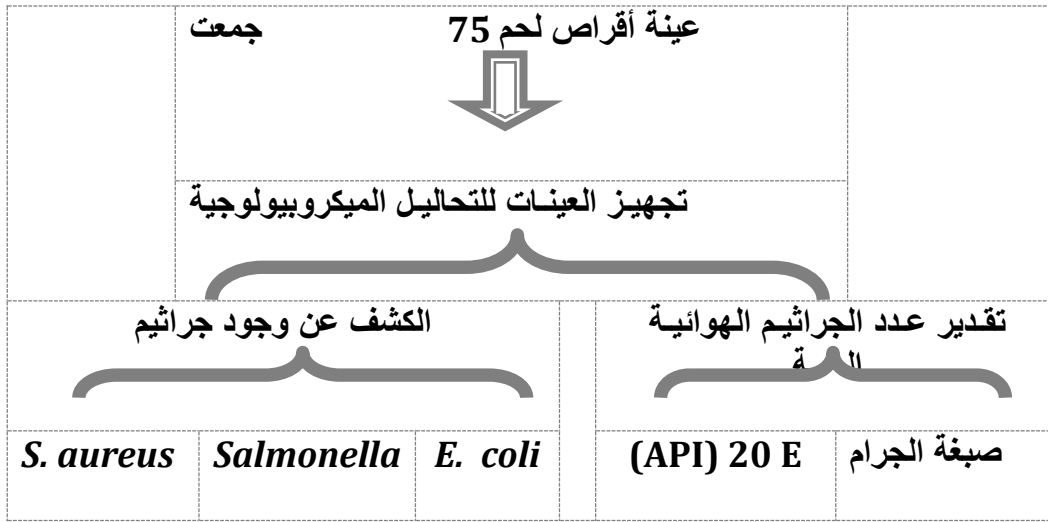 جمعت 75 عينة أقراص لحم
تجهيز العينات للتحاليل الميكروبيولوجية
تقدير عدد الجراثيم الهوائية
الكشف عن وجود جراثيم
صبغة الجرام
(API) 20 E
E. coli
Salmonella
S. aureus